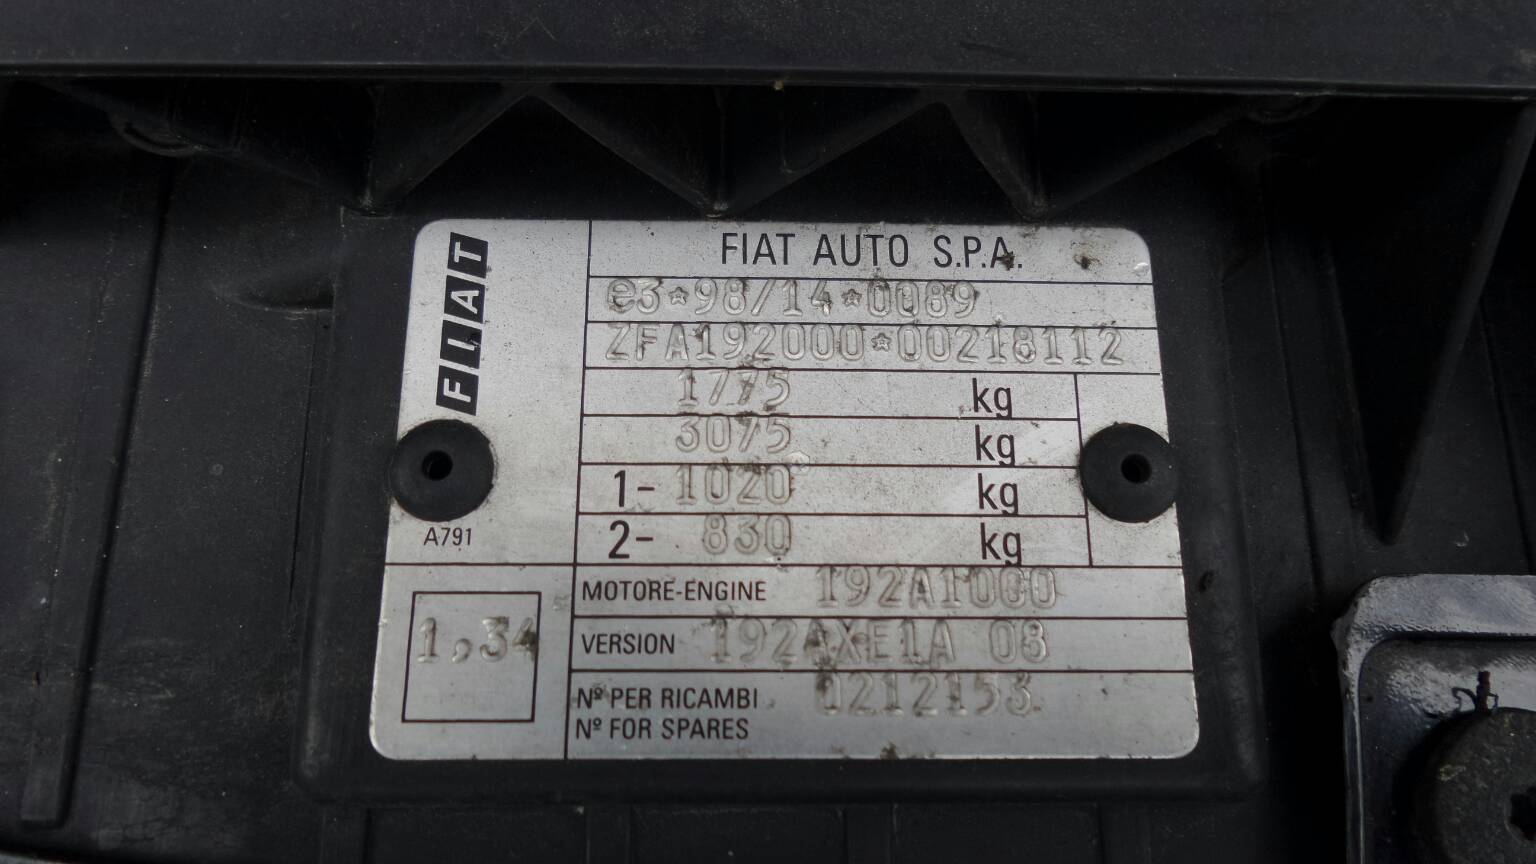 FIAT
FIAT AUTO S.P.A.
e3*98/14*0089
ZFA192000*00218112
1775 kg
3075 kg
1- 1020 kg
2- 830 kg
A791
MOTORE-ENGINE 192A1000
1,34
VERSION 192AXE1A 08
Nº PER RICAMBI 0212153
Nº FOR SPARES